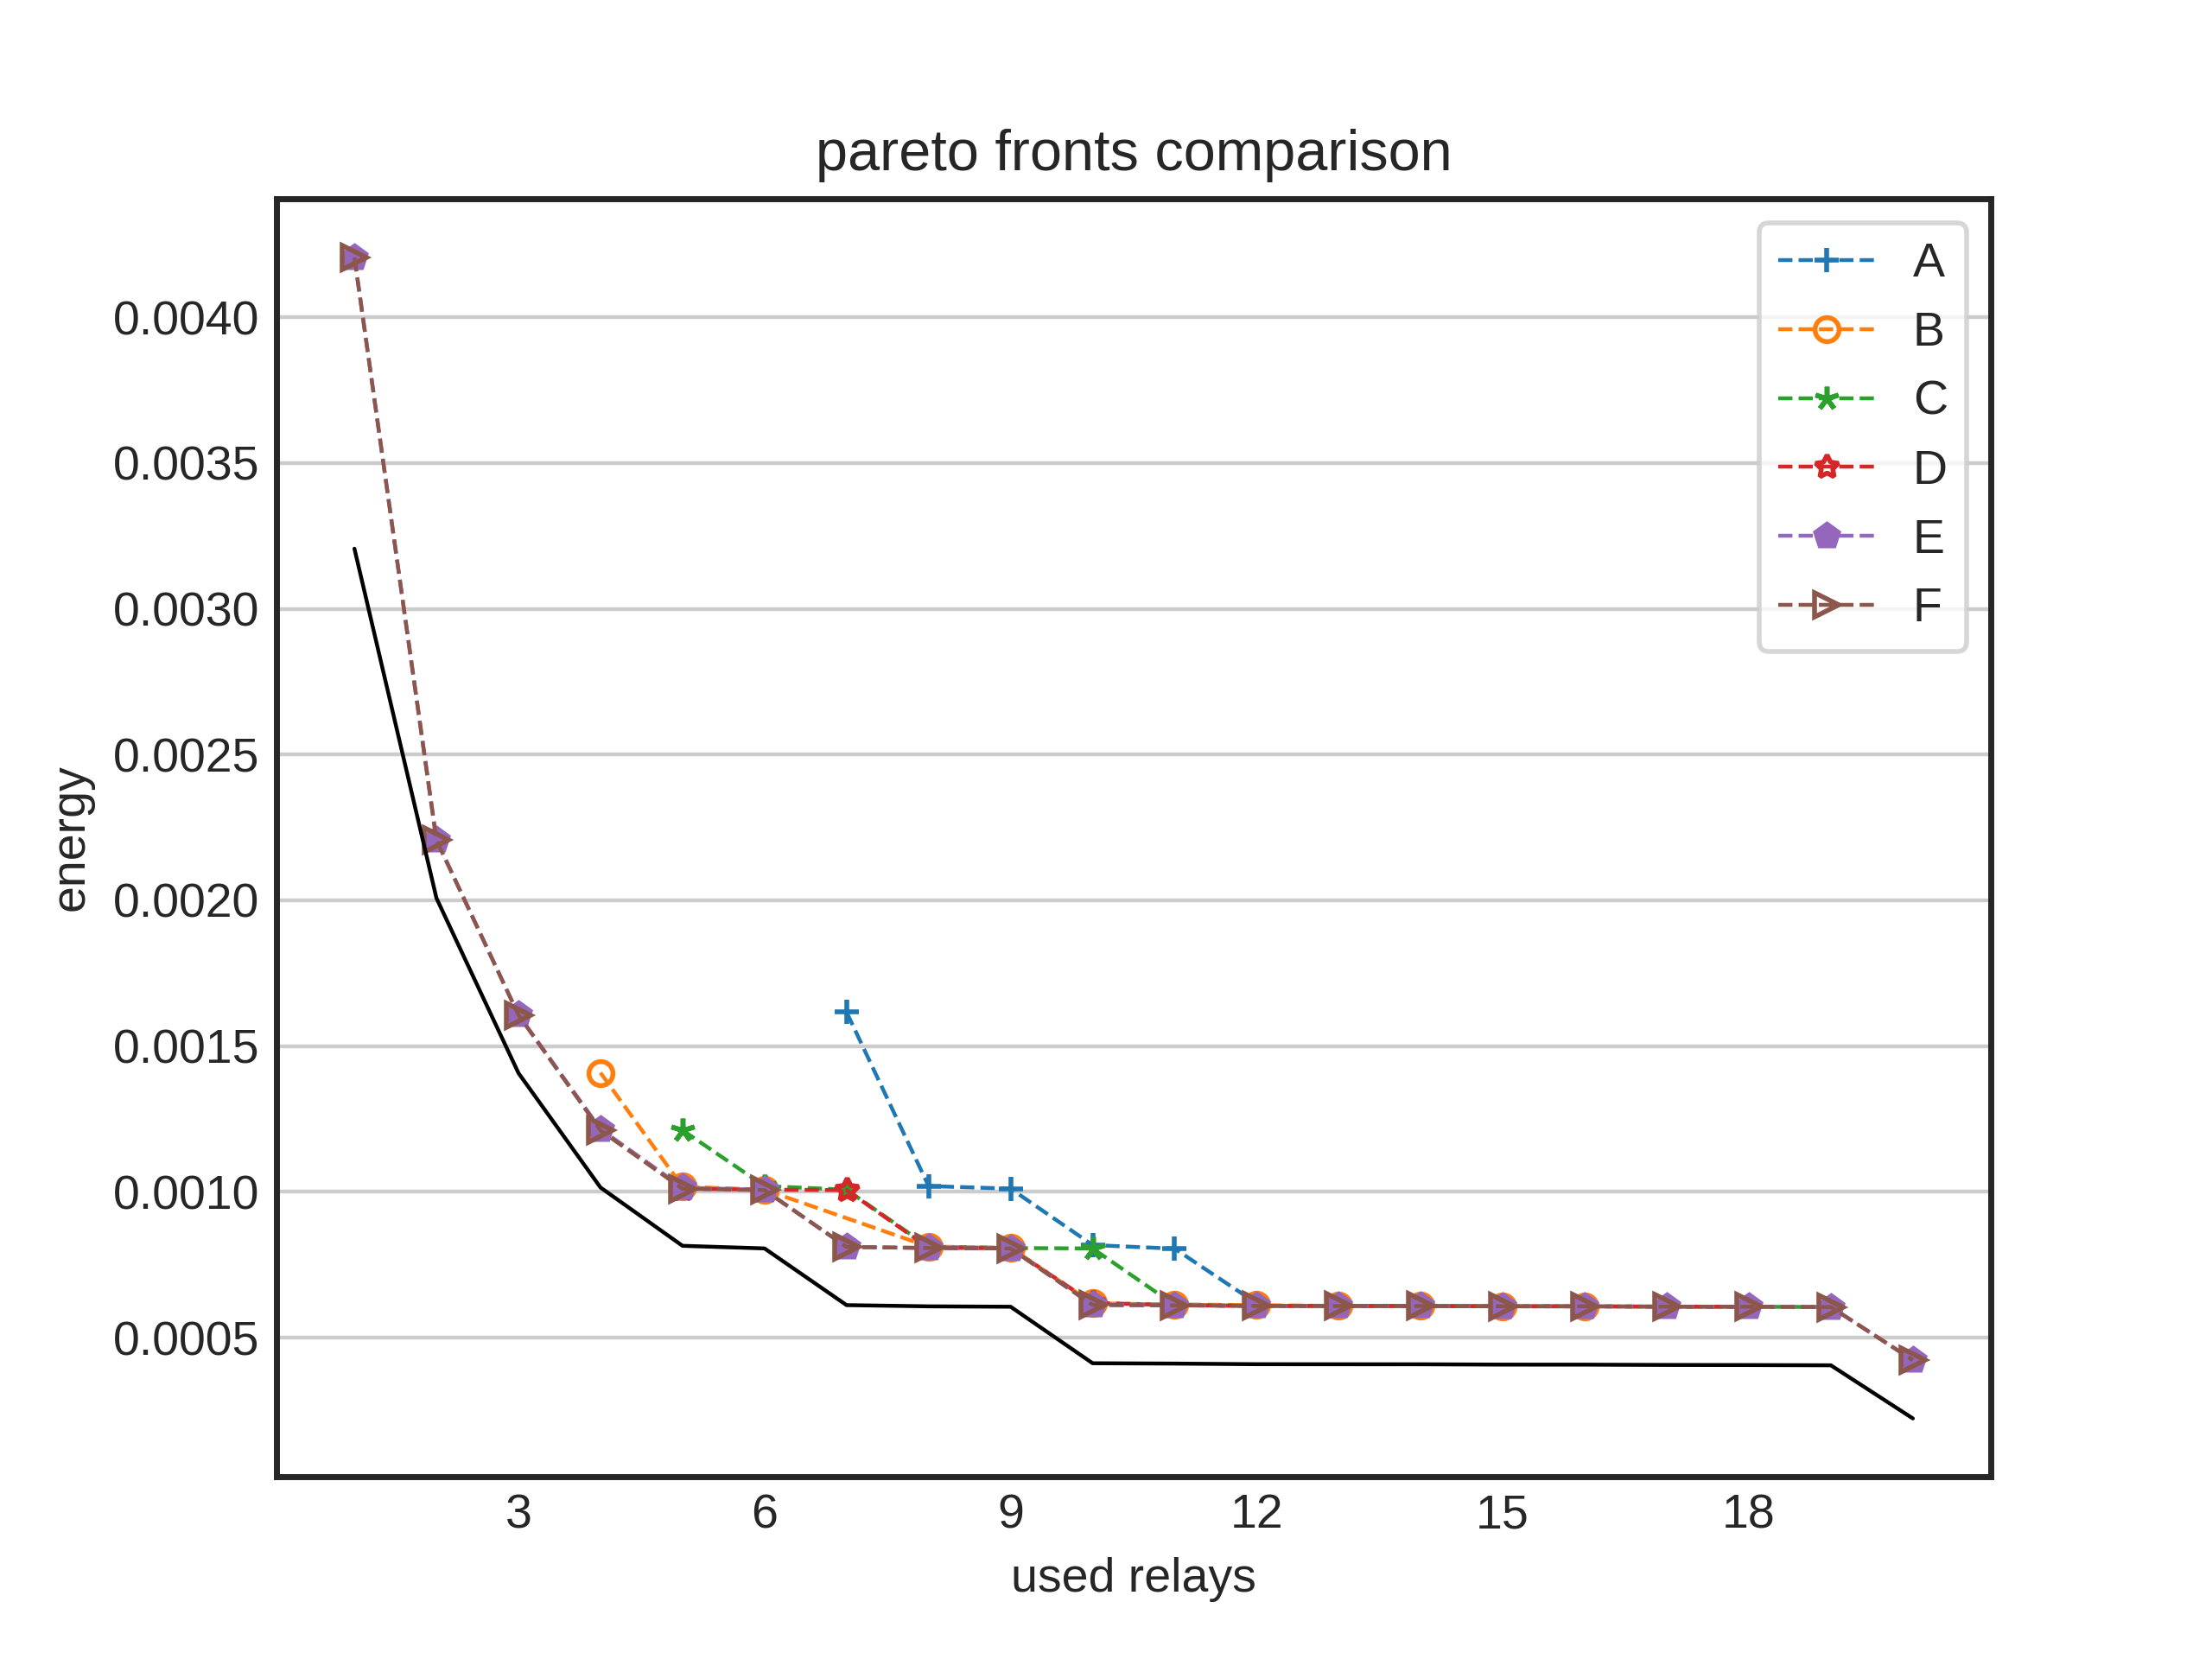 pareto fronts comparison
A
B
C
D
E
F
0.0040
0.0035
0.0030
0.0025
0.0020
0.0015
0.0010
0.0005
energy
3 6 9 12 15 18
used relays